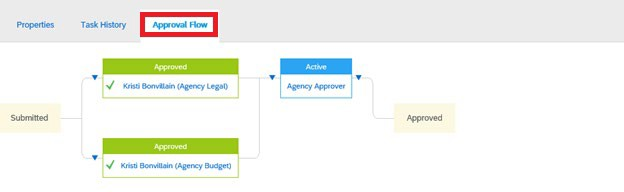 Properties
Task History
Approval Flow
Approved
Kristi Bonvillain (Agency Legal)
Active
Agency Approver
Submitted
Approved
Approved
Kristi Bonvillain (Agency Budget)